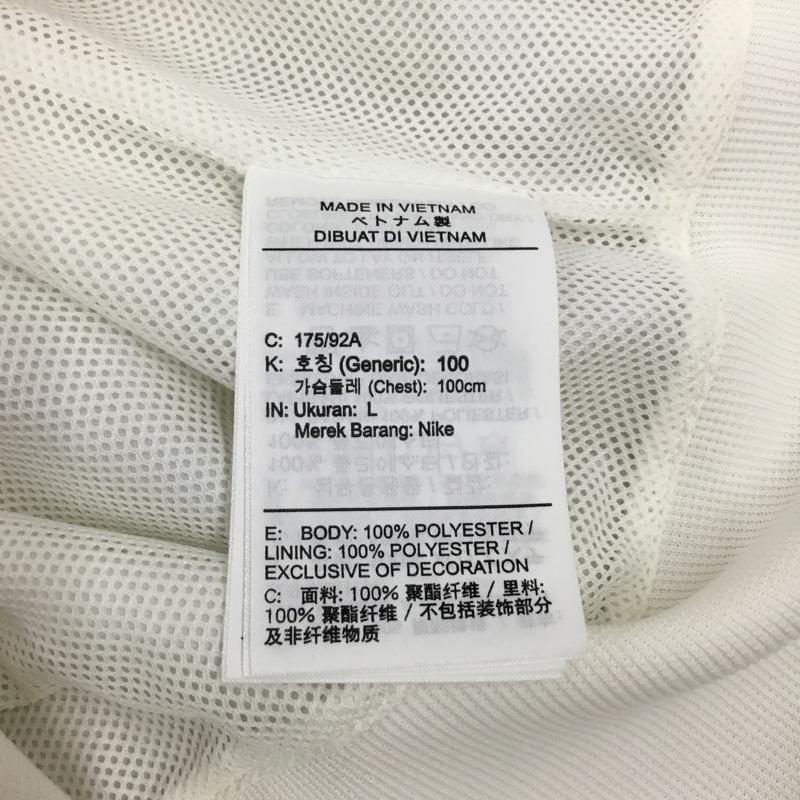 MADE IN VIETNAM
ベトナム製
DIBUAT DI VIETNAM
C: 175/92A
K: 호칭 (Generic): 100
가슴둘레 (Chest): 100cm
IN: Ukuran: L
Merek Barang: Nike
E: BODY: 100% POLYESTER /
LINING: 100% POLYESTER /
EXCLUSIVE OF DECORATION
C: 面料: 100% 聚酯纤维 / 里料:
100% 聚酯纤维 / 不包括装饰部分
及非纤维物质